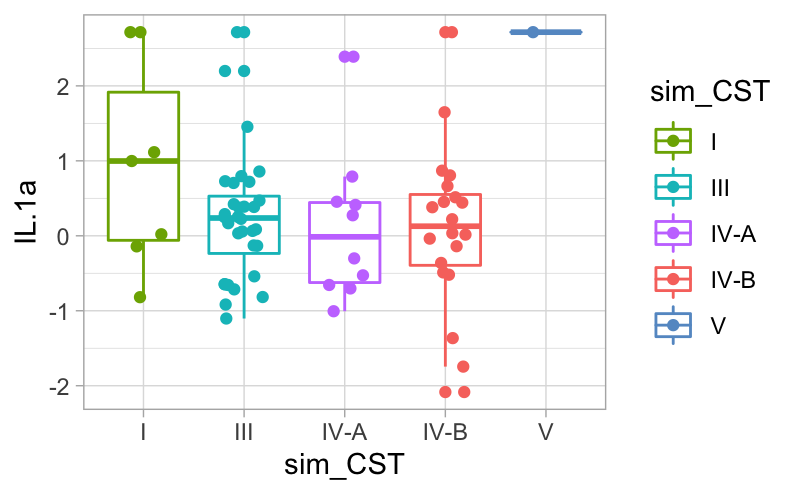 IL.1a
2
1
0
-1
-2
I
III
IV-A
IV-B
V
sim_CST
sim_CST
I
III
IV-A
IV-B
V